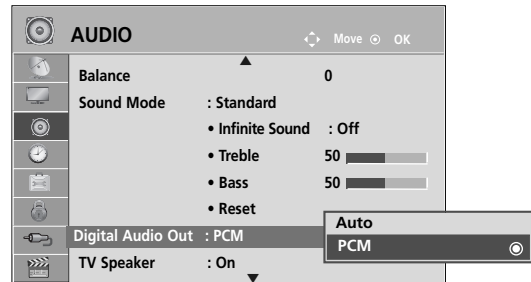 AUDIO
Move OK
Balance 0
Sound Mode : Standard
• Infinite Sound : Off
• Treble 50
• Bass 50
• Reset
Digital Audio Out : PCM
Auto
PCM
TV Speaker : On